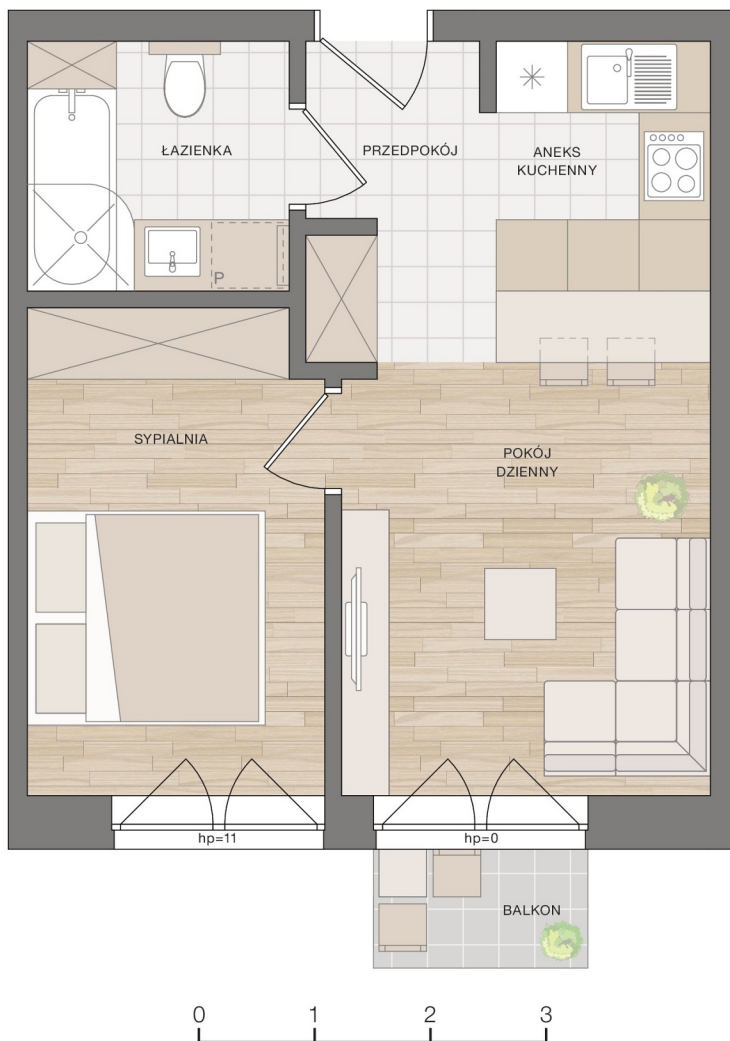 ŁAZIENKA
PRZEDPOKÓJ
ANEKS
KUCHENNY
P
SYPIALNIA
POKÓJ
DZIENNY
hp=11
hp=0
BALKON
0 1 2 3